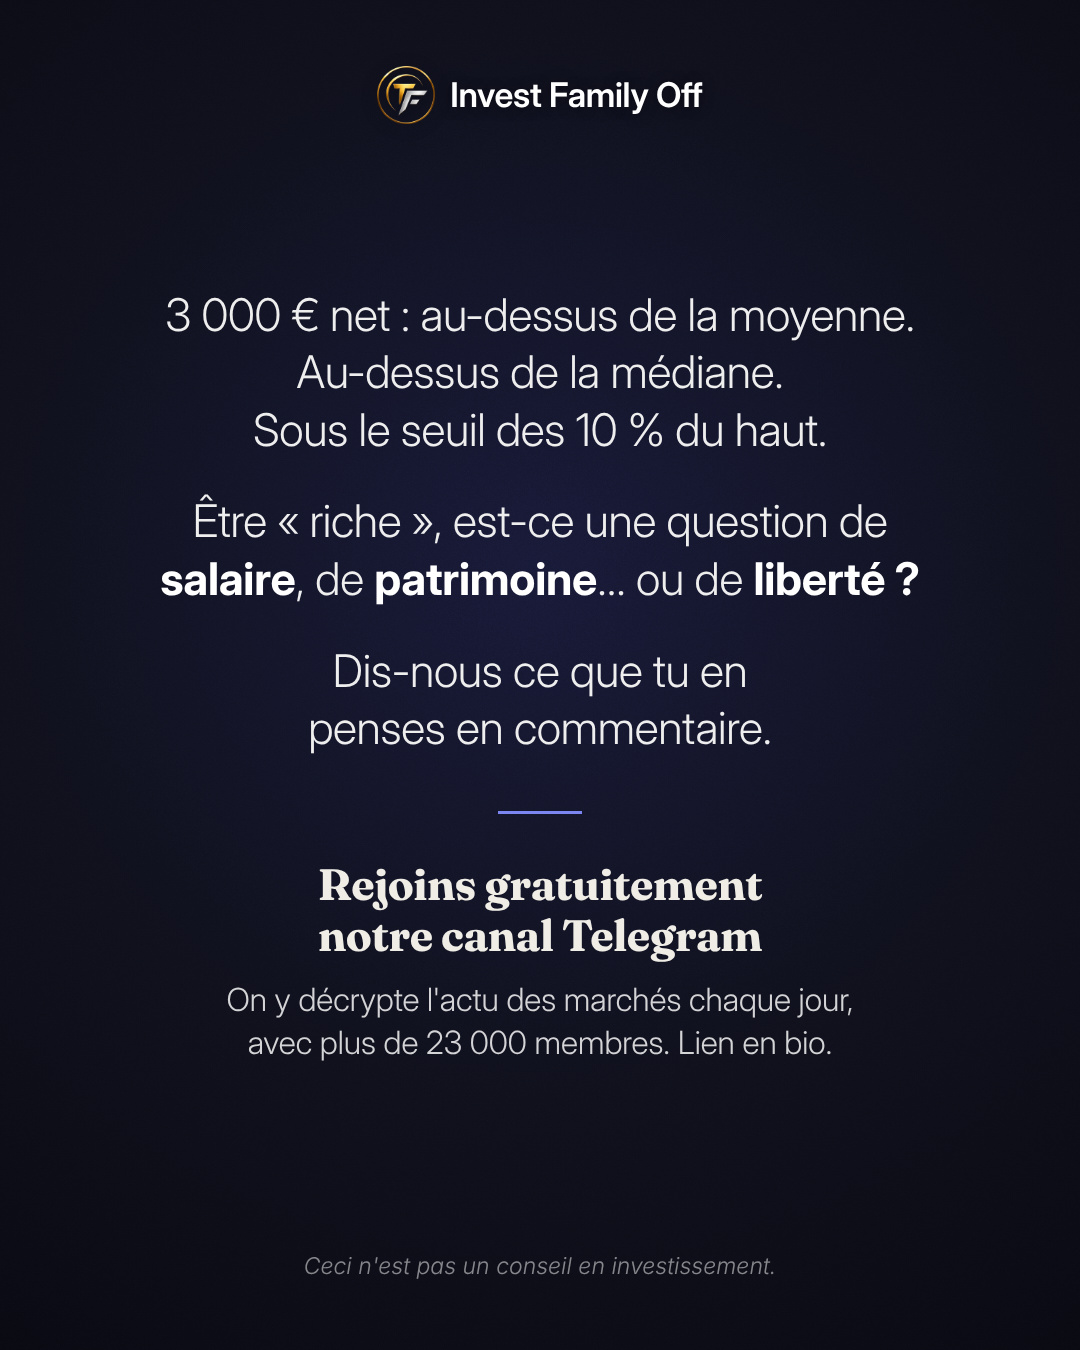 TF Invest Family Off
3 000 € net : au-dessus de la moyenne.
Au-dessus de la médiane.
Sous le seuil des 10 % du haut.
Être « riche », est-ce une question de
salaire, de patrimoine... ou de liberté ?
Dis-nous ce que tu en
penses en commentaire.
Rejoins gratuitement
notre canal Telegram
On y décrypte l'actu des marchés chaque jour,
avec plus de 23 000 membres. Lien en bio.
Ceci n'est pas un conseil en investissement.